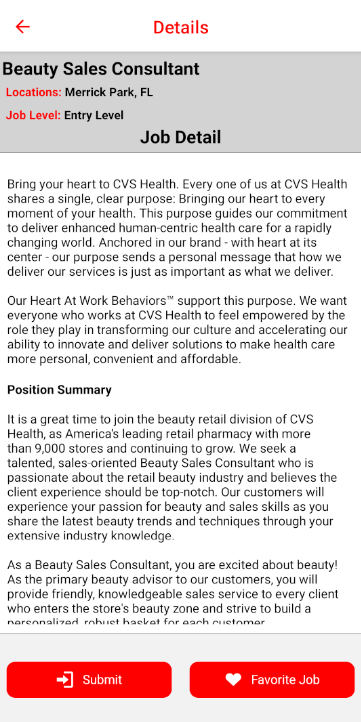 Details
Beauty Sales Consultant
Locations: Merrick Park, FL
Job Level: Entry Level
Job Detail
Bring your heart to CVS Health. Every one of us at CVS Health
shares a single, clear purpose: Bringing our heart to every
moment of your health. This purpose guides our commitment
to deliver enhanced human-centric health care for a rapidly
changing world. Anchored in our brand - with heart at its
center - our purpose sends a personal message that how we
deliver our services is just as important as what we deliver.
Our Heart At Work Behaviors™ support this purpose. We want
everyone who works at CVS Health to feel empowered by the
role they play in transforming our culture and accelerating our
ability to innovate and deliver solutions to make health care
more personal, convenient and affordable.
Position Summary
It is a great time to join the beauty retail division of CVS
Health, as America's leading retail pharmacy with more
than 9,000 stores and continuing to grow. We seek a
talented, sales-oriented Beauty Sales Consultant who is
passionate about the retail beauty industry and believes the
client experience should be top-notch. Our customers will
experience your passion for beauty and sales skills as you
share the latest beauty trends and techniques through your
extensive industry knowledge.
As a Beauty Sales Consultant, you are excited about beauty!
As the primary beauty advisor to our customers, you will
provide friendly, knowledgeable sales service to every client
who enters the store's beauty zone and strive to build a
personalized, robust basket for each customer.
Submit
Favorite Job